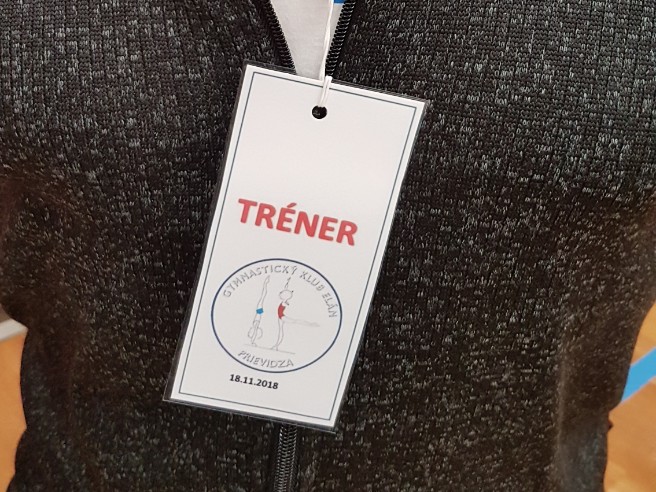 TRÉNER
GYMNASTICKÝ KLUB ELÁN
PRIEVIDZA
18.11.2018